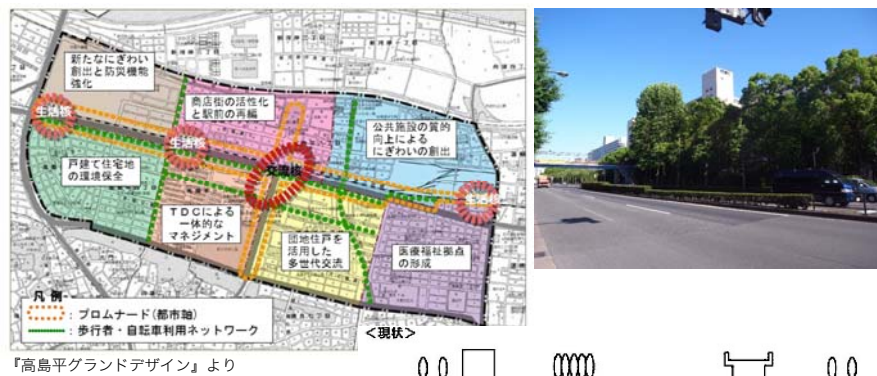 新たなにぎわい
創出と防災機能
強化
商店街の活性化
と駅前の再編
公共施設の質的
向上による
にぎわいの創出
生活核
生活核
交流核
生活核
戸建て住宅地
の環境保全
TDCによる
一体的な
マネジメント
団地住戸を
活用した
多世代交流
医療福祉拠点
の形成
凡例
：プロムナード(都市軸)
：歩行者・自転車利用ネットワーク
『高島平グランドデザイン』より
＜現状＞